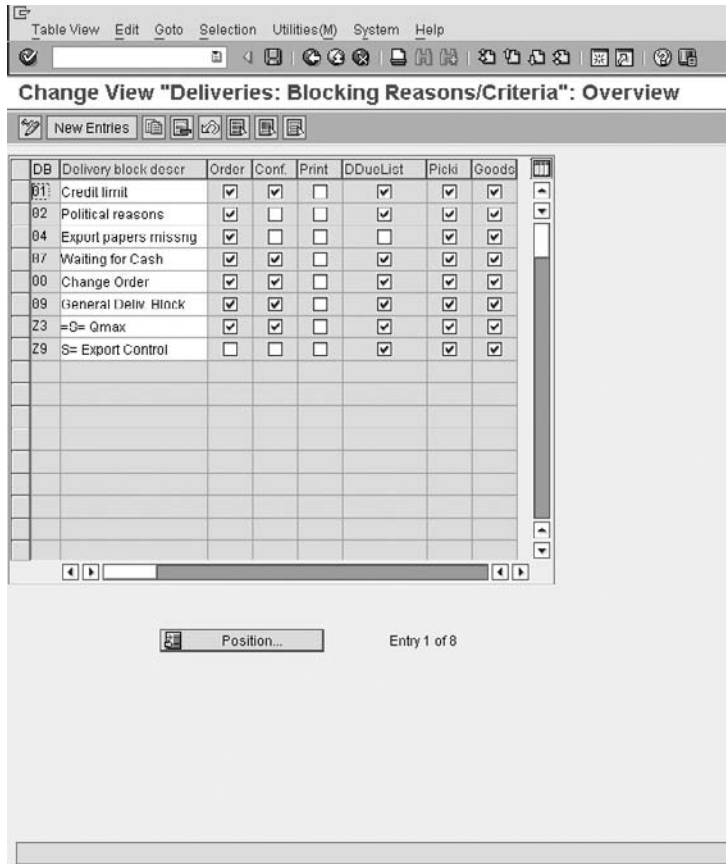 Table View Edit Goto Selection Utilities(M) System Help
Change View "Deliveries: Blocking Reasons/Criteria": Overview
New Entries
DB Delivery block descr Order Conf. Print DDueList Picki Goods
01 Credit limit
02 Political reasons
04 Export papers missng
07 Waiting for Cash
00 Change Order
09 General Deliv. Block
Z3 =S= Qmax
Z9 S= Export Control
Position... Entry 1 of 8